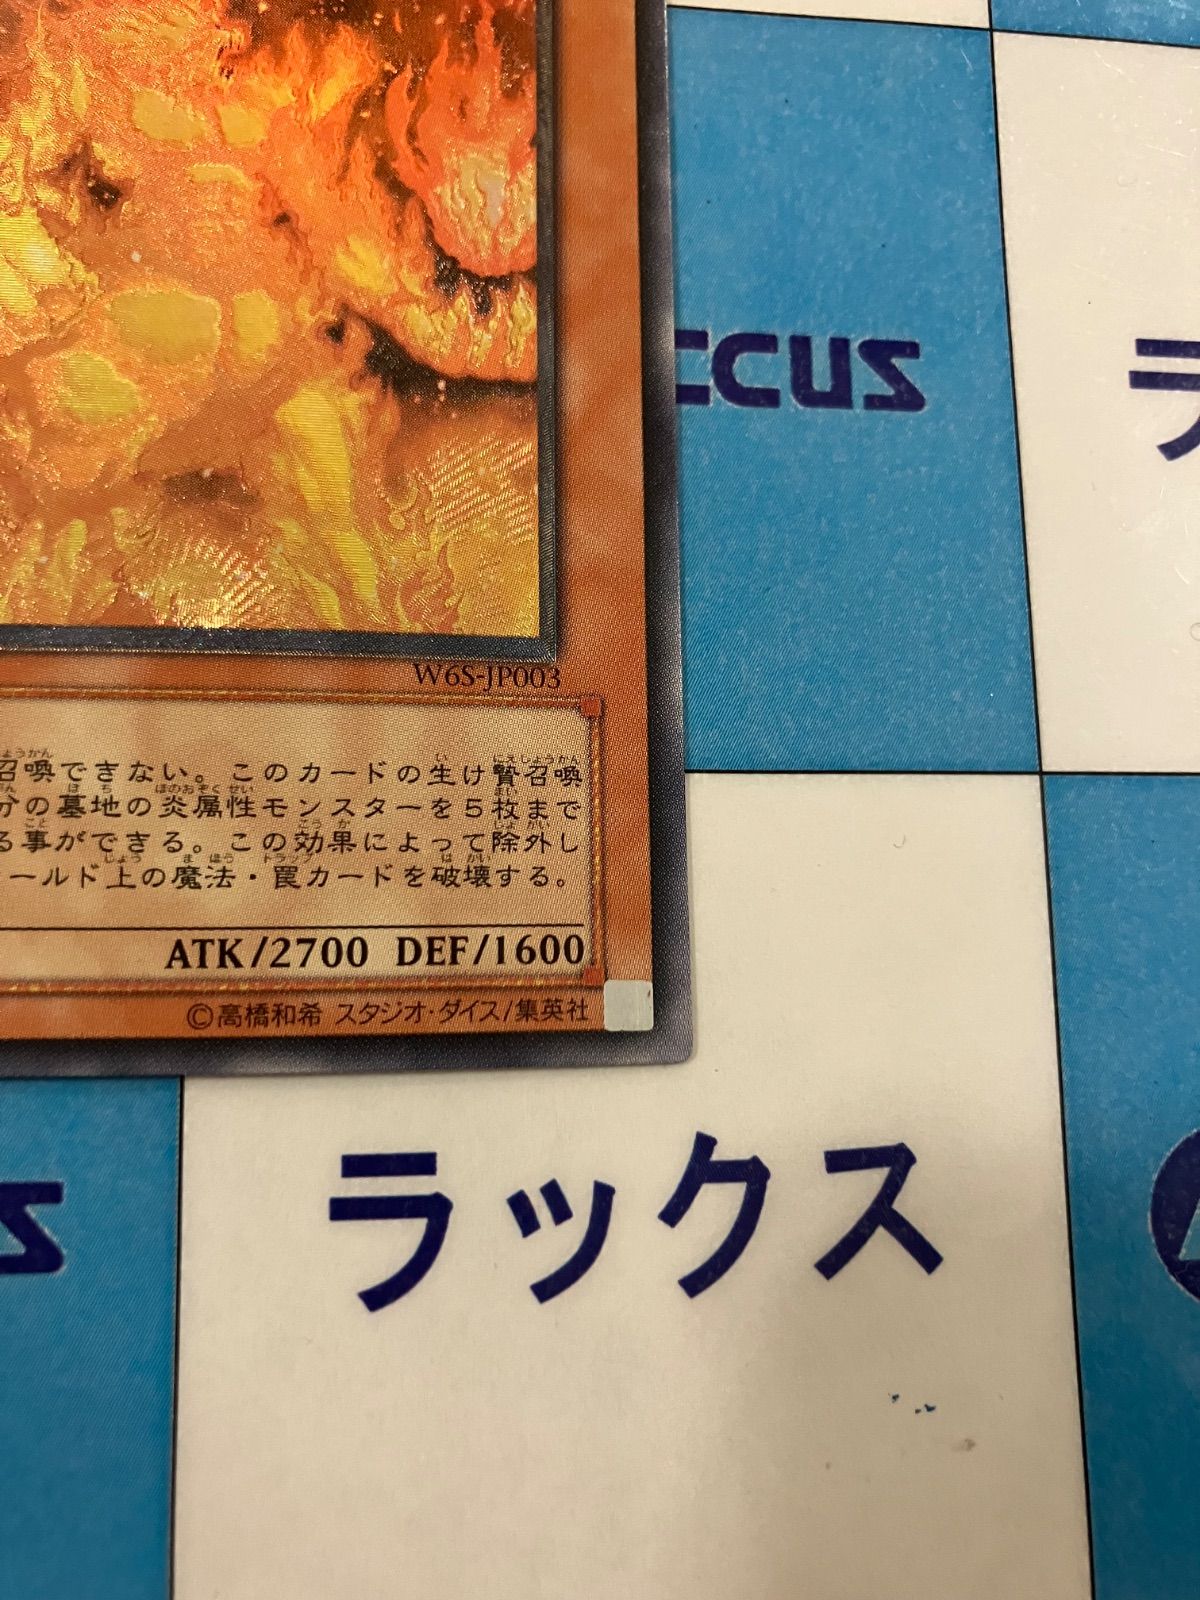 ccus
ラ
W6S-JP003
召喚できない。このカードの生け贄召喚
分の墓地の炎属性モンスターを5枚まで
る事ができる。この効果によって除外し
ールド上の魔法・罠カードを破壊する。
ATK/2700 DEF/1600
©高橋和希 スタジオ・ダイス/集英社
ラックス